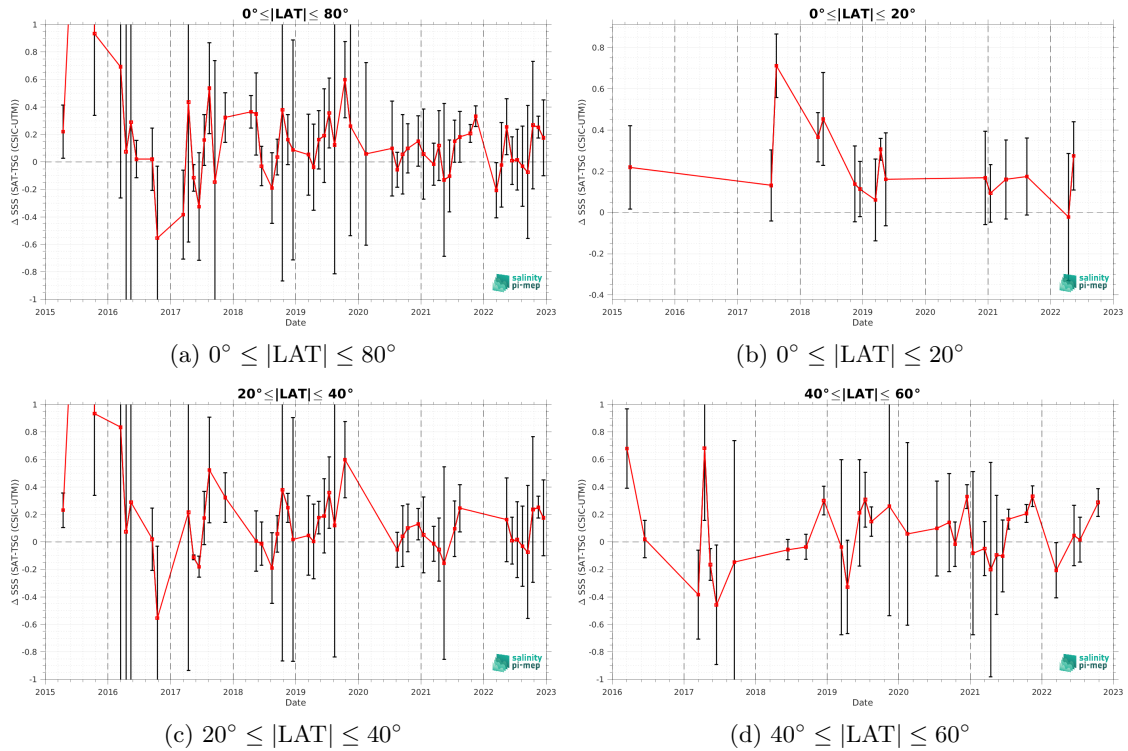 0°≤|LAT|≤ 80°
Δ SSS (SAT-TSG (CSIC-UTM))
1
0.8
0.6
0.4
0.2
0
-0.2
-0.4
-0.6
-0.8
-1
2015 2016 2017 2018 2019 2020 2021 2022 2023
Date
salinity
pi-mep
(a) 0° ≤ |LAT| ≤ 80°
0°≤|LAT|≤ 20°
Δ SSS (SAT-TSG (CSIC-UTM))
0.8
0.6
0.4
0.2
0
-0.2
-0.4
2015 2016 2017 2018 2019 2020 2021 2022 2023
Date
salinity
pi-mep
(b) 0° ≤ |LAT| ≤ 20°
20°≤|LAT|≤ 40°
Δ SSS (SAT-TSG (CSIC-UTM))
1
0.8
0.6
0.4
0.2
0
-0.2
-0.4
-0.6
-0.8
-1
2015 2016 2017 2018 2019 2020 2021 2022 2023
Date
salinity
pi-mep
(c) 20° ≤ |LAT| ≤ 40°
40°≤|LAT|≤ 60°
Δ SSS (SAT-TSG (CSIC-UTM))
1
0.8
0.6
0.4
0.2
0
-0.2
-0.4
-0.6
-0.8
-1
2016 2017 2018 2019 2020 2021 2022 2023
Date
salinity
pi-mep
(d) 40° ≤ |LAT| ≤ 60°